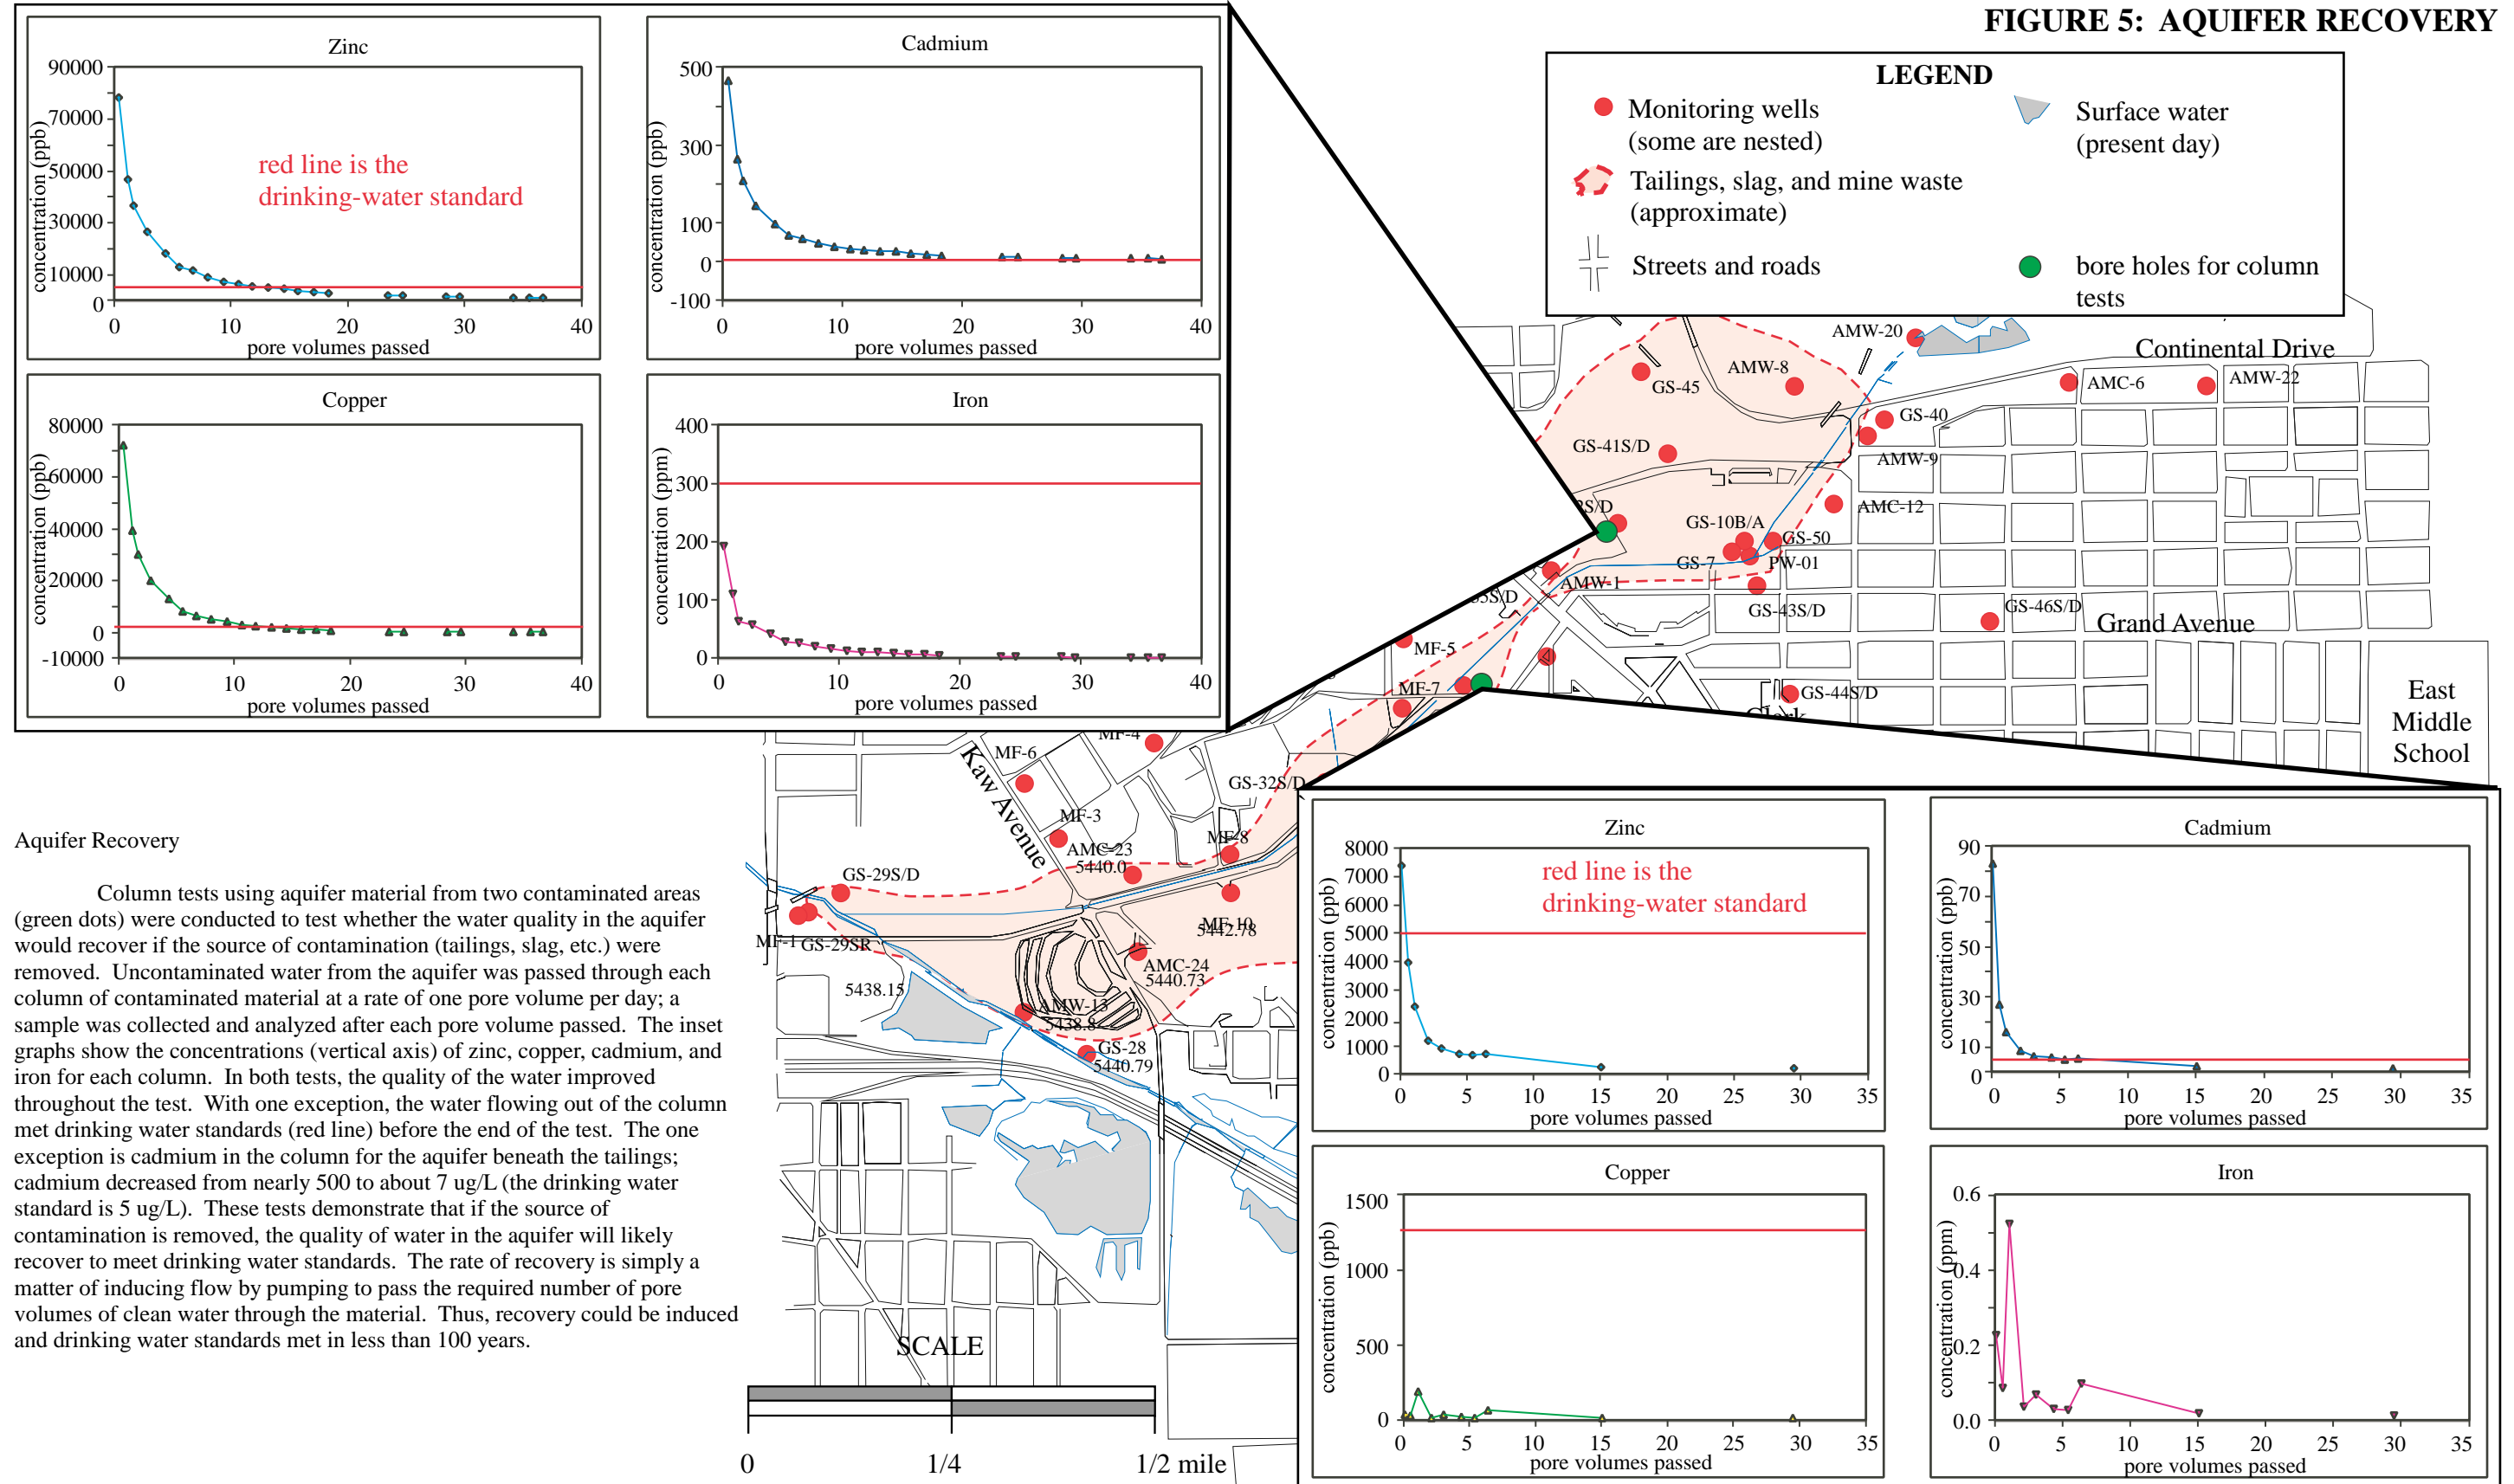 FIGURE 5: AQUIFER RECOVERY
Zinc
90000
70000
50000
30000
10000
0
concentration (ppb)
red line is the
drinking-water standard
0 10 20 30 40
pore volumes passed
Cadmium
500
300
100
0
-100
concentration (ppb)
0 10 20 30 40
pore volumes passed
Copper
80000
60000
40000
20000
0
-10000
concentration (ppb)
0 10 20 30 40
pore volumes passed
Iron
400
300
200
100
0
concentration (ppm)
0 10 20 30 40
pore volumes passed
LEGEND
Monitoring wells
(some are nested)
Surface water
(present day)
Tailings, slag, and mine waste
(approximate)
Streets and roads
bore holes for column
tests
AMW-20
Continental Drive
GS-45
AMW-8
AMC-6
AMW-22
GS-40
GS-41S/D
AMW-9
2S/D
AMC-12
GS-10B/A
GS-50
GS-7
PW-01
AMW-1
GS-43S/D
GS-46S/D
Grand Avenue
MF-5
MF-7
GS-44S/D
Clark
East
Middle
School
MF-4
MF-6
Kaw Avenue
GS-32S/D
MF-3
MF-8
AMC-23
5440.0
GS-29S/D
MF-10
5442.78
MF-1
GS-29SR
AMC-24
5440.73
5438.15
AMW-13
5438.8
GS-28
5440.79
SCALE
0 1/4 1/2 mile
Aquifer Recovery
Column tests using aquifer material from two contaminated areas
(green dots) were conducted to test whether the water quality in the aquifer
would recover if the source of contamination (tailings, slag, etc.) were
removed. Uncontaminated water from the aquifer was passed through each
column of contaminated material at a rate of one pore volume per day; a
sample was collected and analyzed after each pore volume passed. The inset
graphs show the concentrations (vertical axis) of zinc, copper, cadmium, and
iron for each column. In both tests, the quality of the water improved
throughout the test. With one exception, the water flowing out of the column
met drinking water standards (red line) before the end of the test. The one
exception is cadmium in the column for the aquifer beneath the tailings;
cadmium decreased from nearly 500 to about 7 ug/L (the drinking water
standard is 5 ug/L). These tests demonstrate that if the source of
contamination is removed, the quality of water in the aquifer will likely
recover to meet drinking water standards. The rate of recovery is simply a
matter of inducing flow by pumping to pass the required number of pore
volumes of clean water through the material. Thus, recovery could be induced
and drinking water standards met in less than 100 years.
Zinc
8000
7000
6000
5000
4000
3000
2000
1000
0
concentration (ppb)
red line is the
drinking-water standard
0 5 10 15 20 25 30 35
pore volumes passed
Cadmium
90
70
50
30
10
0
concentration (ppb)
0 5 10 15 20 25 30 35
pore volumes passed
Copper
1500
1000
500
0
concentration (ppb)
0 5 10 15 20 25 30 35
pore volumes passed
Iron
0.6
0.4
0.2
0.0
concentration (ppm)
0 5 10 15 20 25 30 35
pore volumes passed